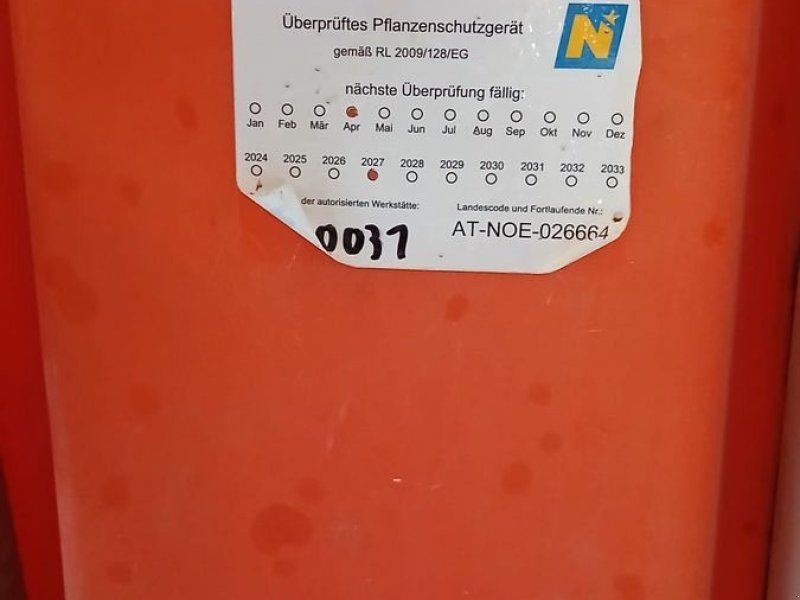 Überprüftes Pflanzenschutzgerät
N
gemäß RL 2009/128/EG
nächste Überprüfung fällig:
Jan Feb Mär Apr Mai Jun Jul Aug Sep Okt Nov Dez
2024 2025 2026 2027 2028 2029 2030 2031 2032 2033
der autorisierten Werkstätte: Landescode und Fortlaufende Nr.:
0031 AT-NOE-026664